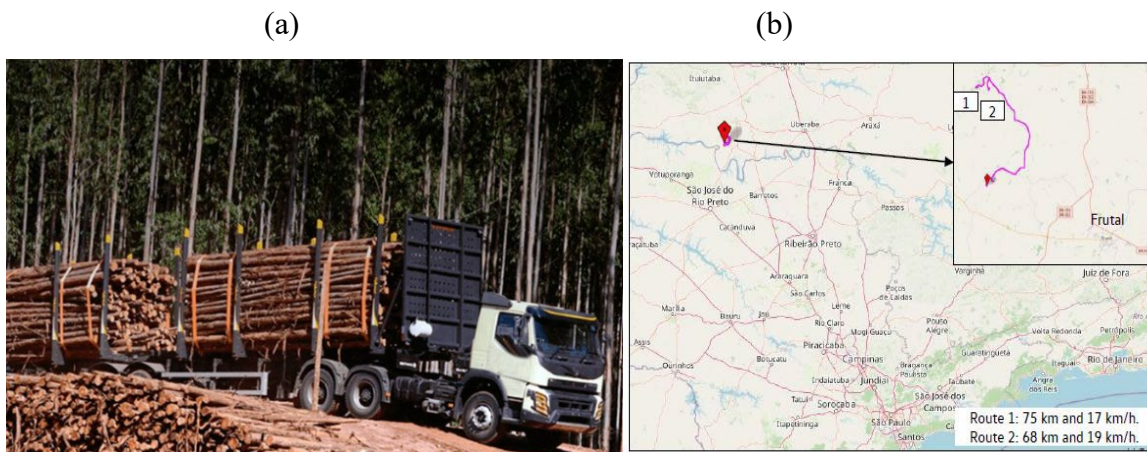 (a)
(b)
Ituiutaba
Uberaba
Araxá
Votuporanga
São José do
Rio Preto
Barretos
Franca
Passos
Catanduva
Ribeirão Preto
Araraquara
São Carlos
Poços
de Caldas
Varginha
Marília
Bauru
Jaú
Leme
Rio Claro
Mogi Guaçu
Pouso
Alegre
Assis
Piracicaba
Ourinhos
Botucatu
Campinas
Bragança
Paulista
Guaratinguetá
Volta Redonda
Petrópolis
Itaguaí
Rio de Janeiro
Indaiatuba
Jundiaí
Taubaté
Angra
dos Reis
Tatuí
Sorocaba
São José dos
Campos
Itapetininga
São Paulo
Santos
Juiz de Fora
1
2
Frutal
Route 1: 75 km and 17 km/h.
Route 2: 68 km and 19 km/h.